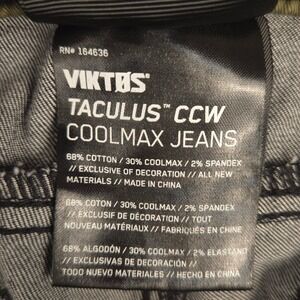 RN# 164636
VIKTØS®
TACULUS™ CCW
COOLMAX JEANS
68% COTTON / 30% COOLMAX / 2% SPANDEX
// EXCLUSIVE OF DECORATION // ALL NEW
MATERIALS // MADE IN CHINA
68% COTON / 30% COOLMAX / 2% SPANDEX
// EXCLUSIF DE DÉCORATION // TOUT
NOUVEAU MATÉRIAUX // FABRIQUÉS EN CHINE
68% ALGODÓN / 30% COOLMAX / 2% ELASTANO
// EXCLUSIVAS DE DECORACIÓN //
TODO NUEVO MATERIALES // HECHO EN CHINA